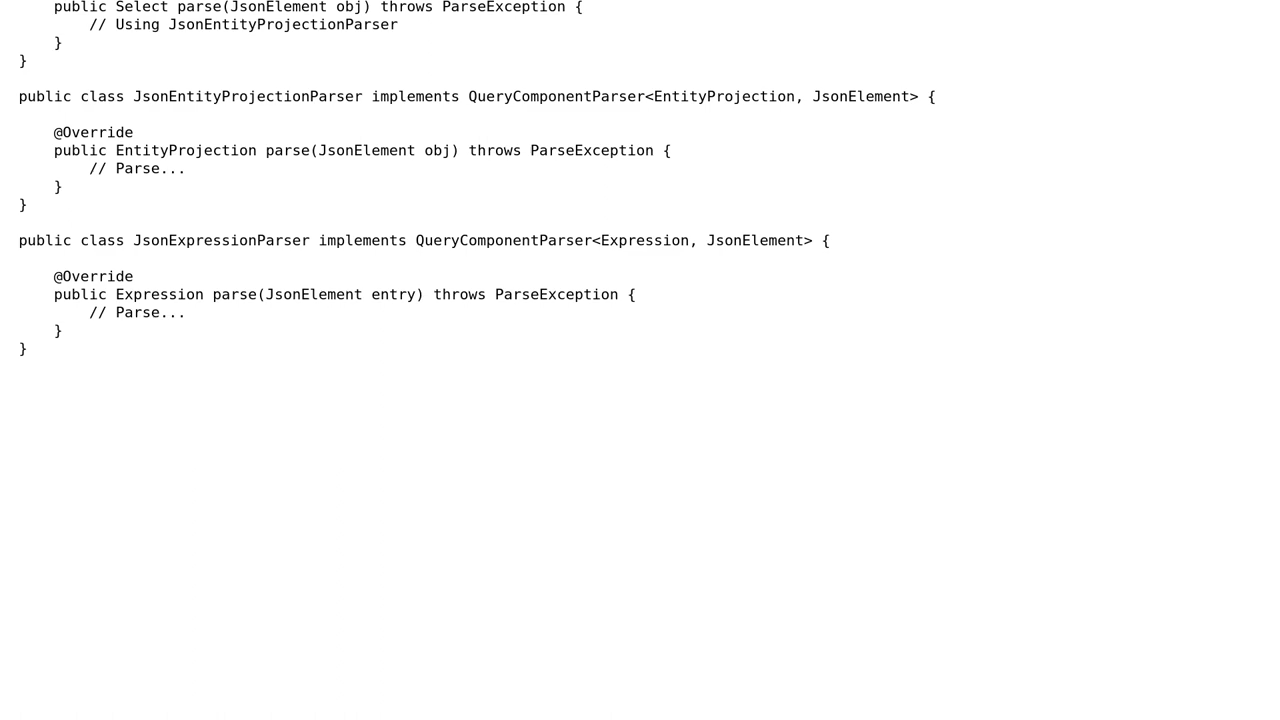 public Select parse(JsonElement obj) throws ParseException {
        // Using JsonEntityProjectionParser
    }
}

public class JsonEntityProjectionParser implements QueryComponentParser<EntityProjection, JsonElement> {

    @Override
    public EntityProjection parse(JsonElement obj) throws ParseException {
        // Parse...
    }
}

public class JsonExpressionParser implements QueryComponentParser<Expression, JsonElement> {

    @Override
    public Expression parse(JsonElement entry) throws ParseException {
        // Parse...
    }
}